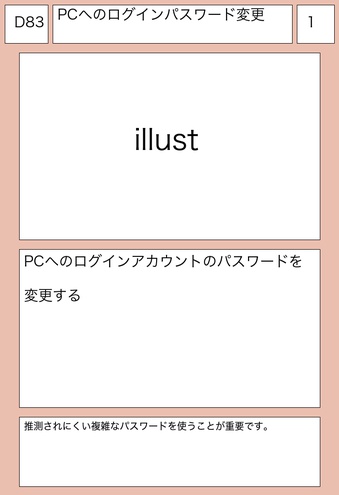 D83
PCへのログインパスワード変更
1
illust
PCへのログインアカウントのパスワードを
変更する
推測されにくい複雑なパスワードを使うことが重要です。